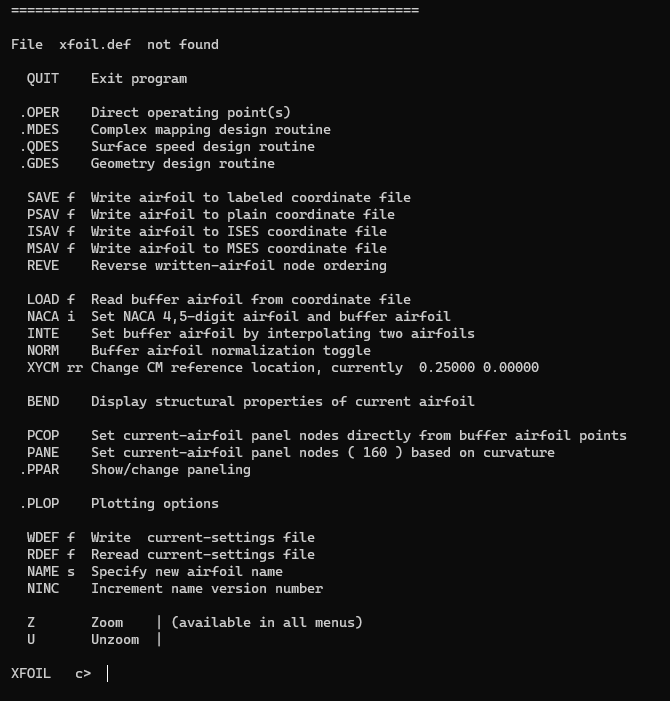 ===================================================
File  xfoil.def  not found
  QUIT    Exit program
 .OPER    Direct operating point(s)
 .MDES    Complex mapping design routine
 .QDES    Surface speed design routine
 .GDES    Geometry design routine
  SAVE f  Write airfoil to labeled coordinate file
  PSAV f  Write airfoil to plain coordinate file
  ISAV f  Write airfoil to ISES coordinate file
  MSAV f  Write airfoil to MSES coordinate file
  REVE    Reverse written-airfoil node ordering
  LOAD f  Read buffer airfoil from coordinate file
  NACA i  Set NACA 4,5-digit airfoil and buffer airfoil
  INTE    Set buffer airfoil by interpolating two airfoils
  NORM    Buffer airfoil normalization toggle
  XYCM rr Change CM reference location, currently  0.25000 0.00000
  BEND    Display structural properties of current airfoil
  PCOP    Set current-airfoil panel nodes directly from buffer airfoil points
  PANE    Set current-airfoil panel nodes ( 160 ) based on curvature
 .PPAR    Show/change paneling
 .PLOP    Plotting options
  WDEF f  Write  current-settings file
  RDEF f  Reread current-settings file
  NAME s  Specify new airfoil name
  NINC    Increment name version number
  Z       Zoom    | (available in all menus)
  U       Unzoom  |
XFOIL   c>